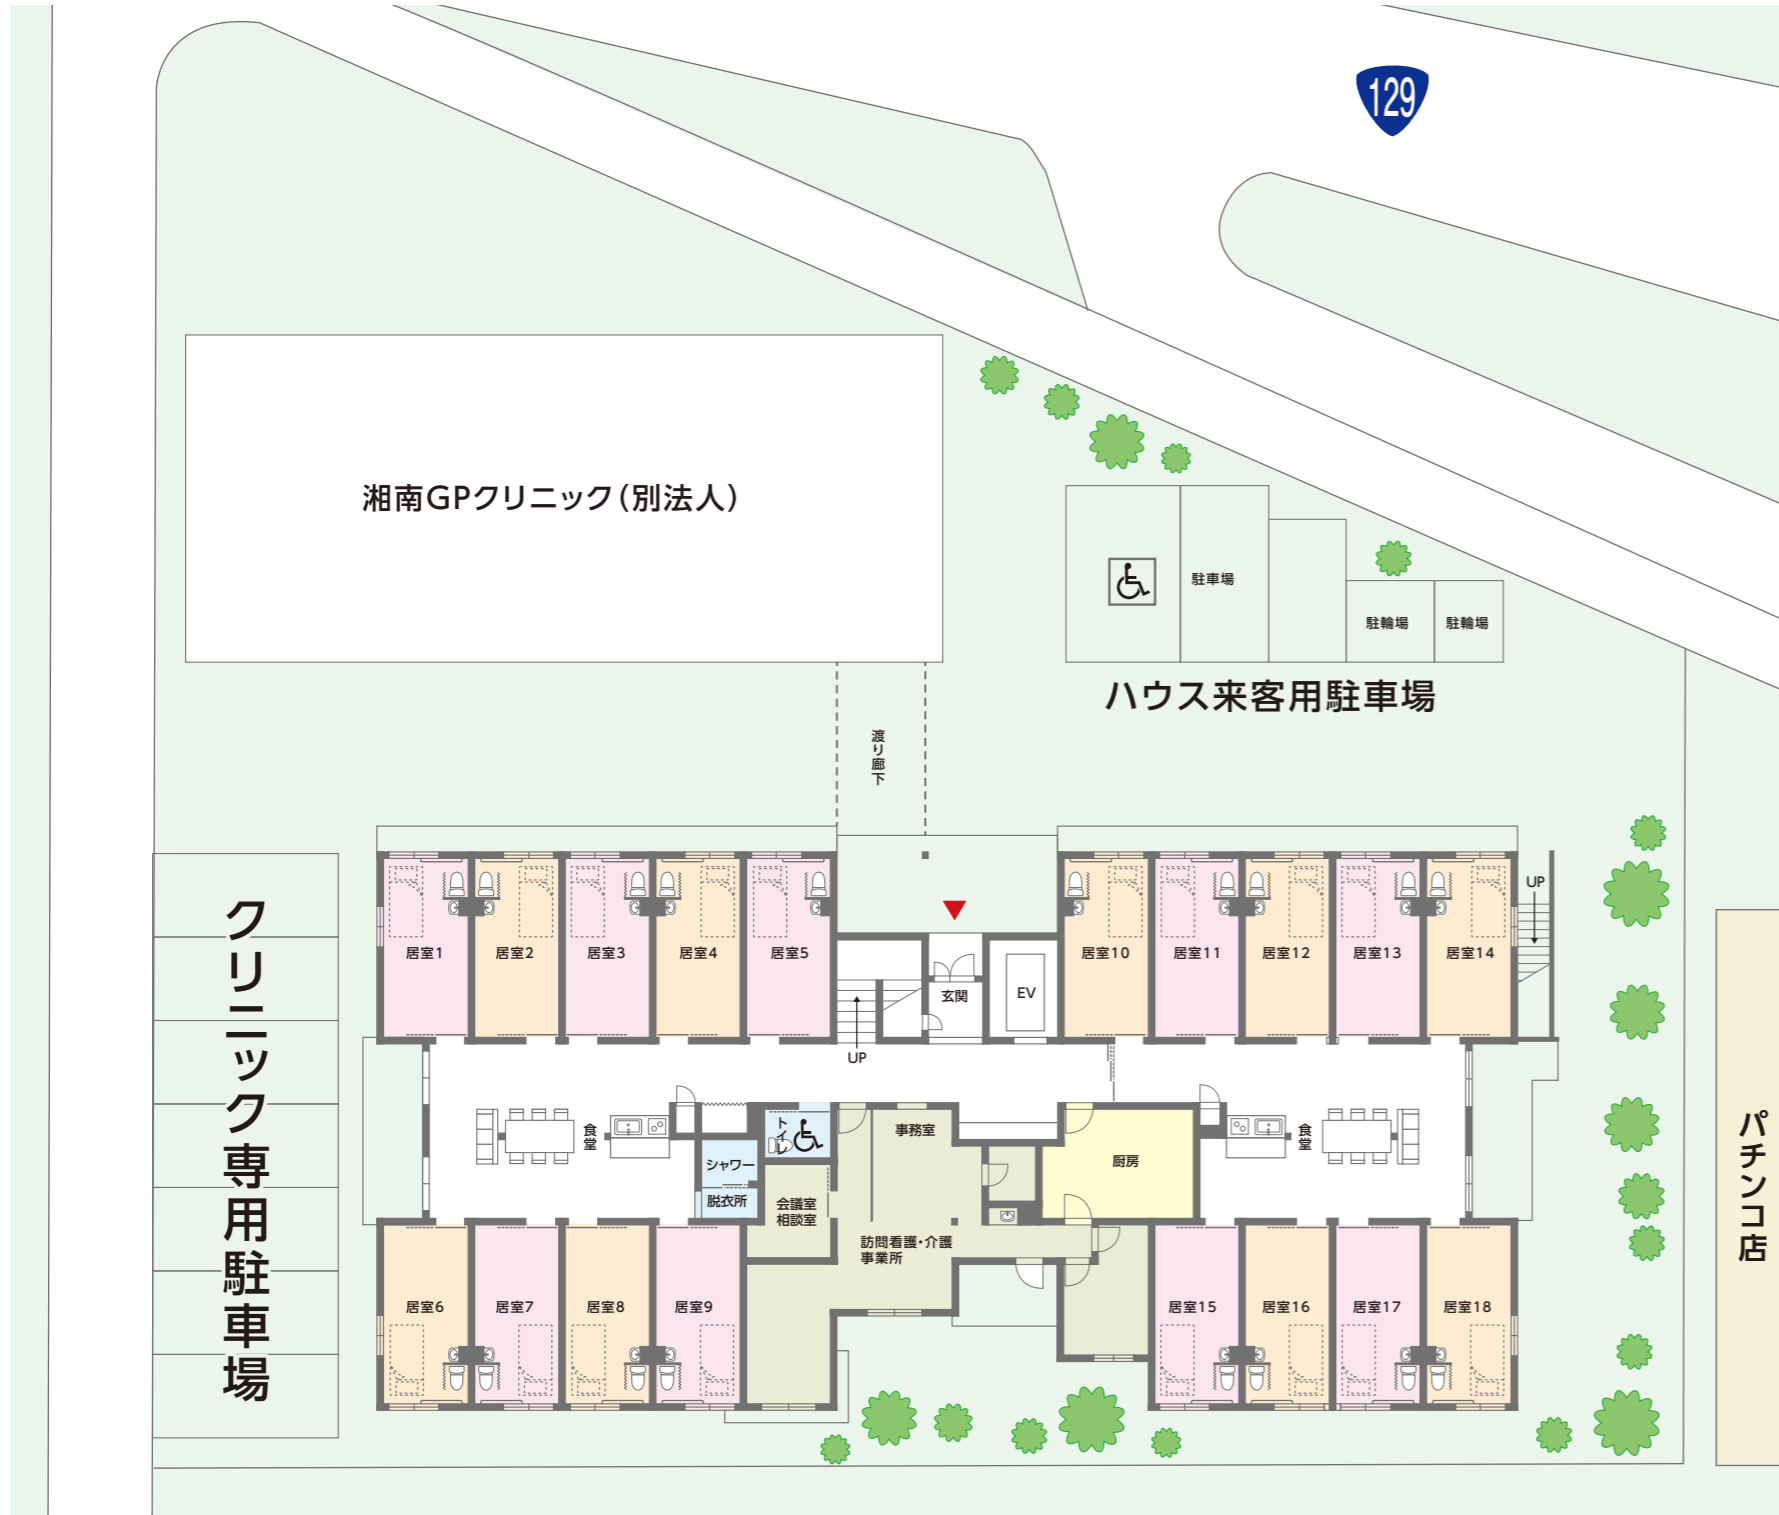 129
湘南GPクリニック（別法人）
駐車場
駐輪場
駐輪場
ハウス来客用駐車場
渡り廊下
クリニック専用駐車場
居室1
居室2
居室3
居室4
居室5
玄関
EV
UP
居室10
居室11
居室12
居室13
居室14
UP
食堂
トイレ
シャワー
脱衣所
会議室
相談室
事務室
訪問看護・介護
事業所
厨房
食堂
パチンコ店
居室6
居室7
居室8
居室9
居室15
居室16
居室17
居室18